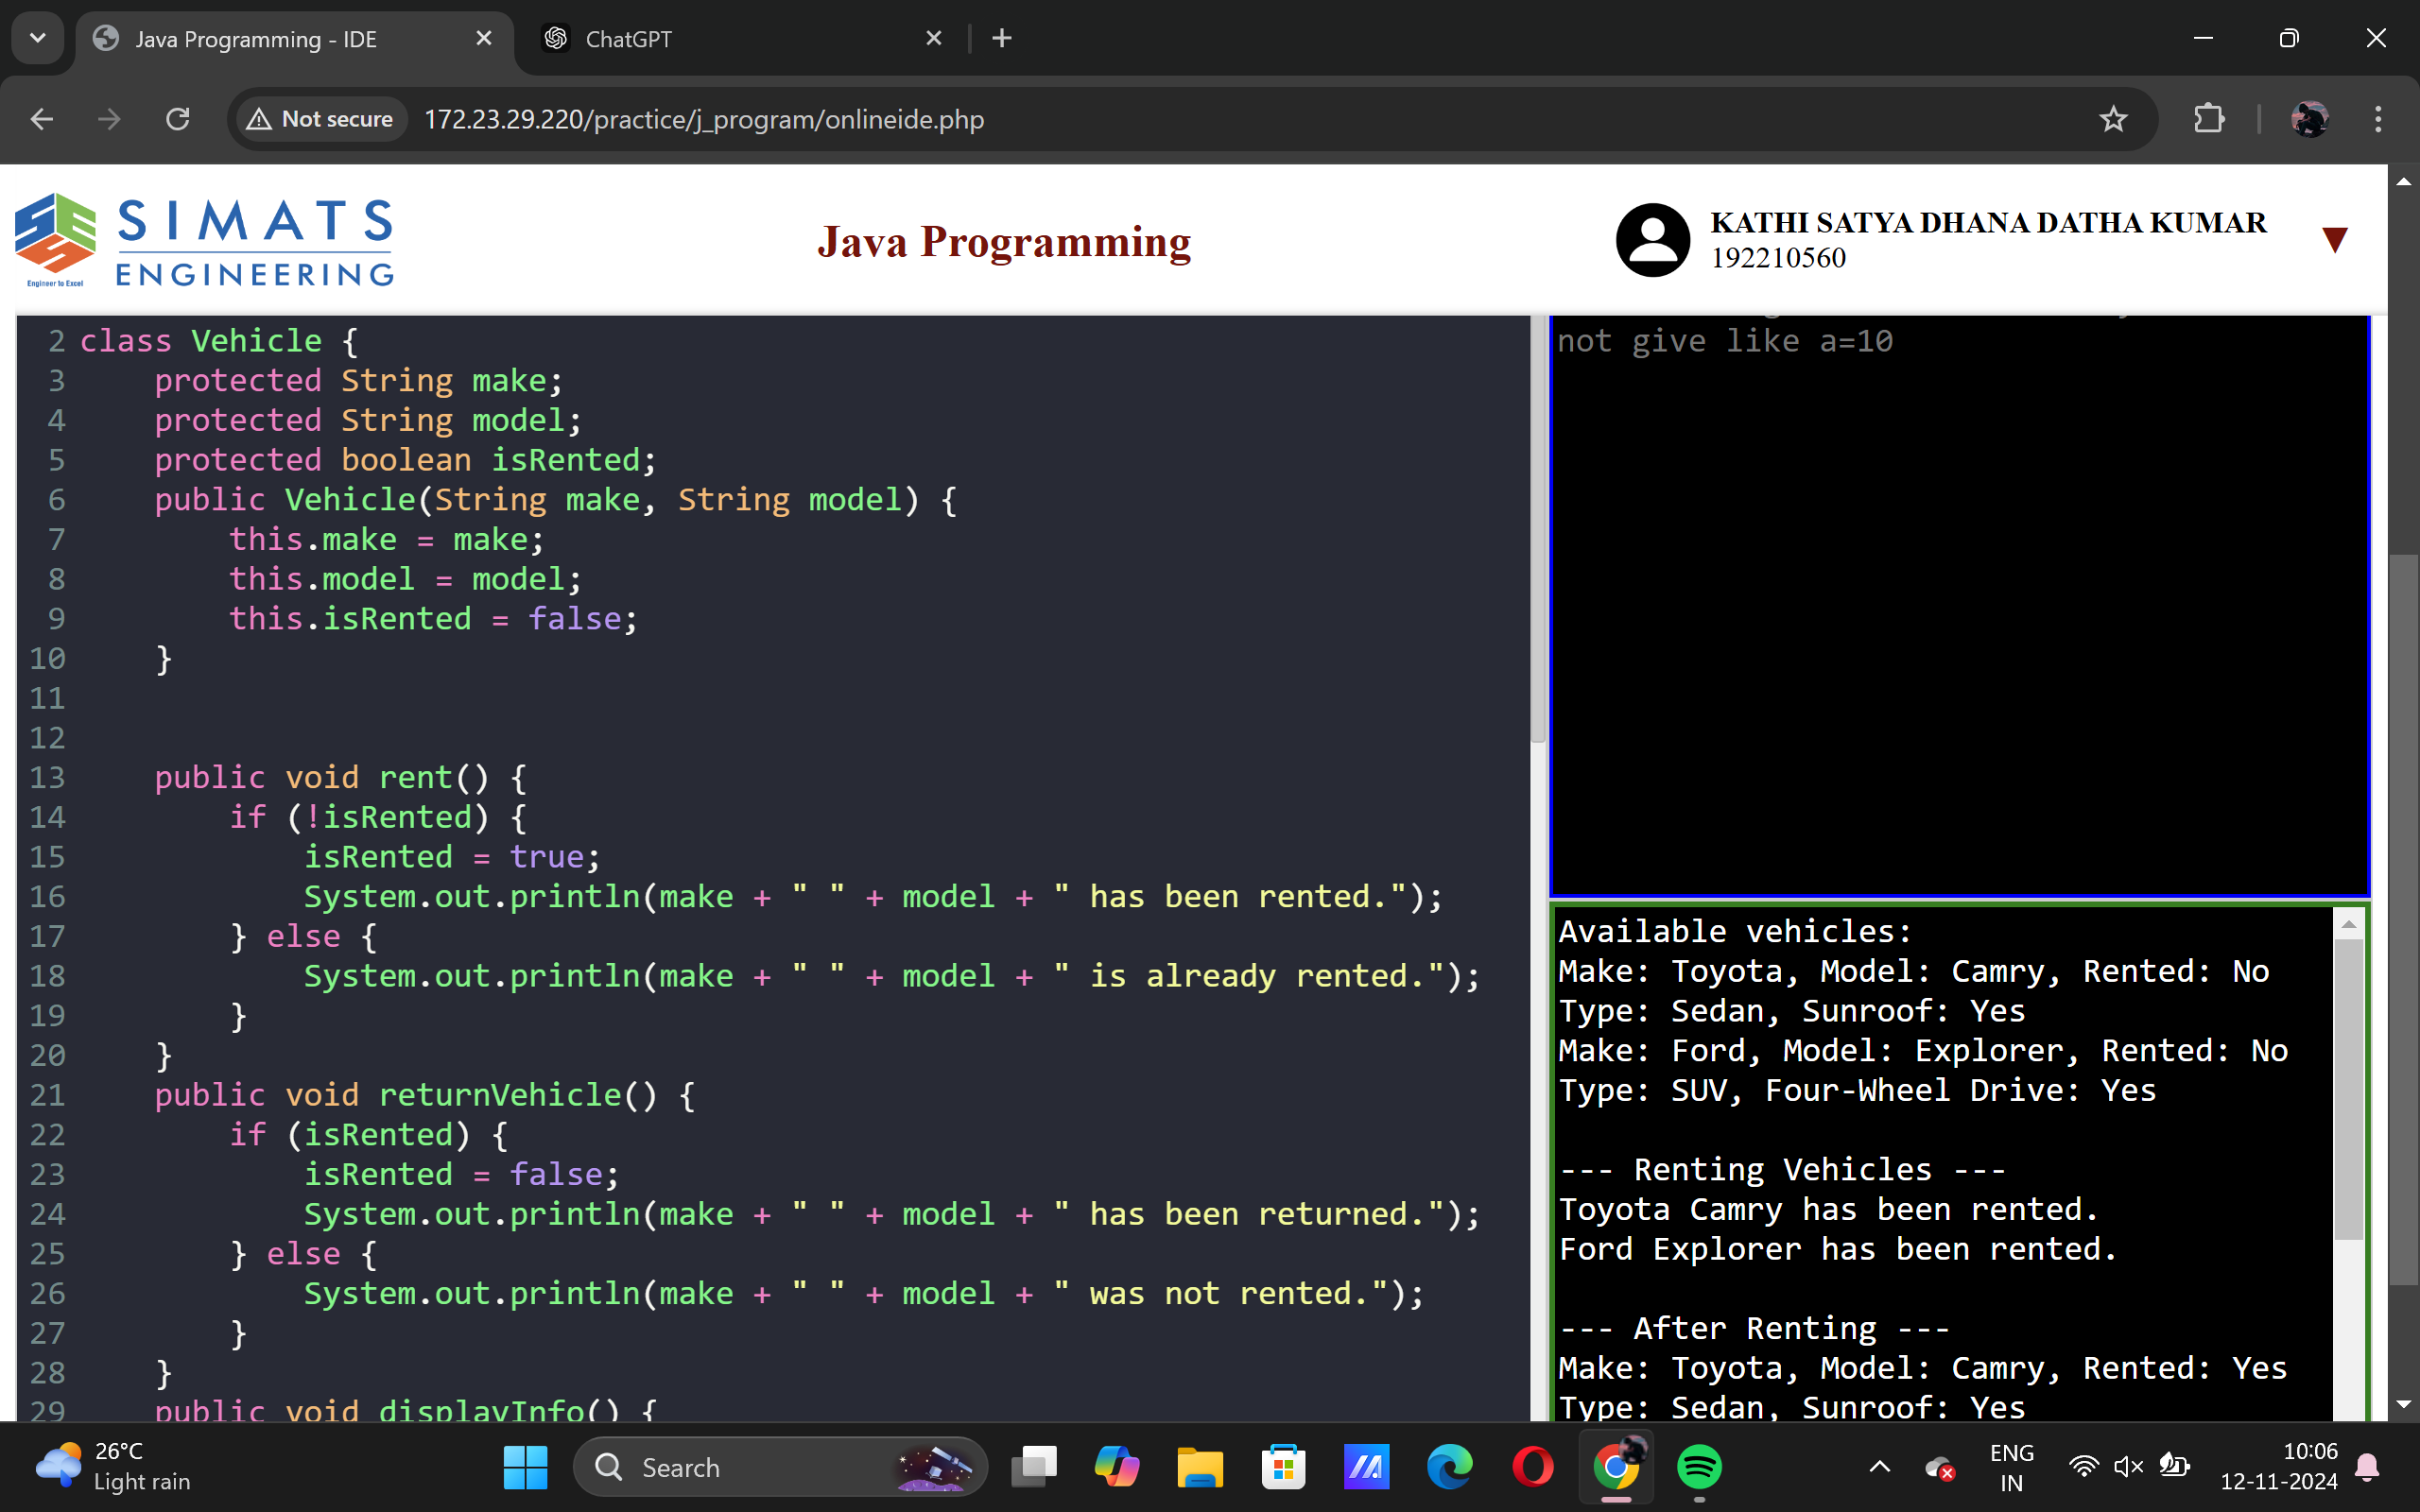 Java Programming - IDE
ChatGPT
Not secure
172.23.29.220/practice/j_program/onlineide.php
SIMATS
ENGINEERING
Engineer to Excel
Java Programming
KATHI SATYA DHANA DATHA KUMAR
192210560
2 class Vehicle {
3 protected String make;
4 protected String model;
5 protected boolean isRented;
6 public Vehicle(String make, String model) {
7 this.make = make;
8 this.model = model;
9 this.isRented = false;
10 }
11
12
13 public void rent() {
14 if (!isRented) {
15 isRented = true;
16 System.out.println(make + " " + model + " has been rented.");
17 } else {
18 System.out.println(make + " " + model + " is already rented.");
19 }
20 }
21 public void returnVehicle() {
22 if (isRented) {
23 isRented = false;
24 System.out.println(make + " " + model + " has been returned.");
25 } else {
26 System.out.println(make + " " + model + " was not rented.");
27 }
28 }
29 public void displayInfo() {
not give like a=10
Available vehicles:
Make: Toyota, Model: Camry, Rented: No
Type: Sedan, Sunroof: Yes
Make: Ford, Model: Explorer, Rented: No
Type: SUV, Four-Wheel Drive: Yes
--- Renting Vehicles ---
Toyota Camry has been rented.
Ford Explorer has been rented.
--- After Renting ---
Make: Toyota, Model: Camry, Rented: Yes
Type: Sedan, Sunroof: Yes
26°C
Light rain
Search
ENG
IN
10:06
12-11-2024